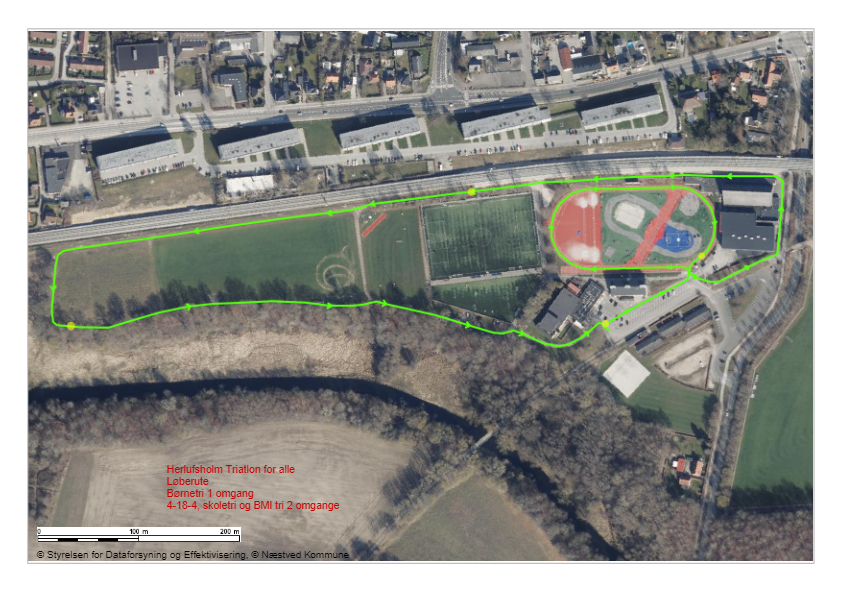 Herlufsholm Triation for alle
Løberute
Børnetri 1 omgang
4-18-4, skoletri og BMI tri 2 omgange
0 100 m 200 m
© Styrelsen for Dataforsyning og Effektivisering, © Næstved Kommune